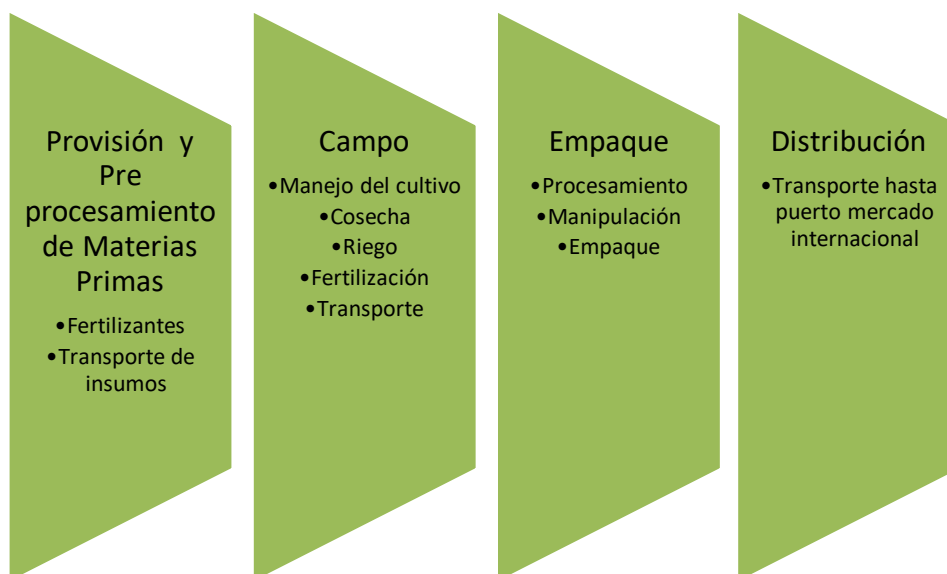 Provisión y
Pre
procesamiento
de Materias
Primas
•Fertilizantes
•Transporte de
insumos
Campo
•Manejo del cultivo
•Cosecha
•Riego
•Fertilización
•Transporte
Empaque
•Procesamiento
•Manipulación
•Empaque
Distribución
•Transporte hasta
puerto mercado
internacional